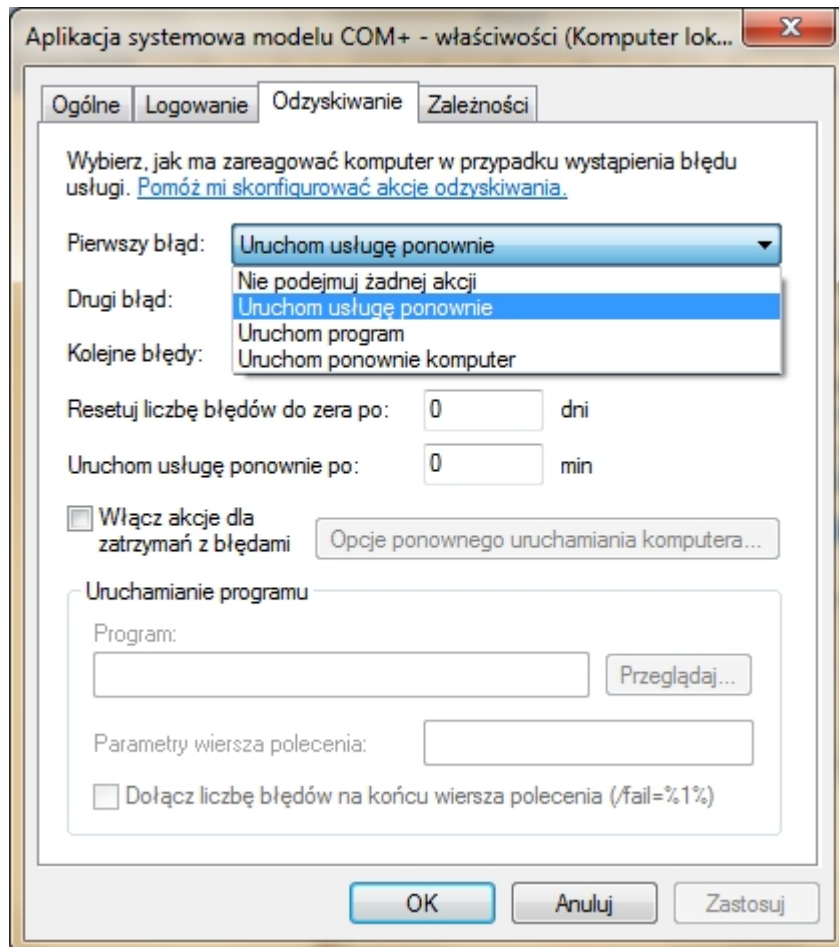 Aplikacja systemowa modelu COM+ - właściwości (Komputer lok...
Ogólne Logowanie Odzyskiwanie Zależności
Wybierz, jak ma zareagować komputer w przypadku wystąpienia błędu
usługi. Pomóż mi skonfigurować akcje odzyskiwania.
Pierwszy błąd: Uruchom usługę ponownie
Nie podejmuj żadnej akcji
Drugi błąd: Uruchom usługę ponownie
Uruchom program
Kolejne błędy: Uruchom ponownie komputer
Resetuj liczbę błędów do zera po: 0 dni
Uruchom usługę ponownie po: 0 min
Włącz akcje dla
zatrzymań z błędami Opcje ponownego uruchamiania komputera...
Uruchamianie programu
Program:
Przeglądaj...
Parametry wiersza polecenia:
Dołącz liczbę błędów na końcu wiersza polecenia (/fail=%1%)
OK Anuluj Zastosuj